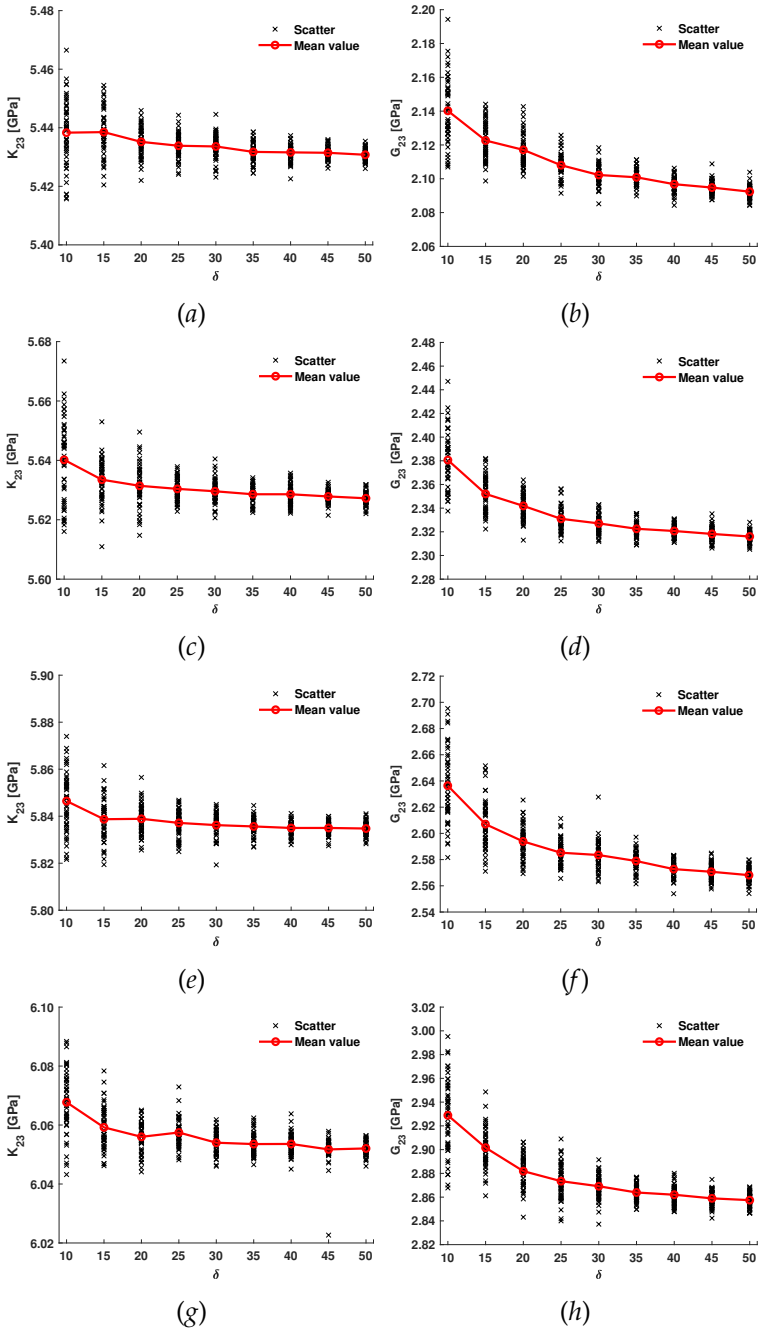 5.48
5.46
5.44
5.42
5.40
K23 [GPa]
Scatter
Mean value
10 15 20 25 30 35 40 45 50
δ
(a)
2.20
2.18
2.16
2.14
2.12
2.10
2.08
2.06
G23 [GPa]
Scatter
Mean value
10 15 20 25 30 35 40 45 50
δ
(b)
5.68
5.66
5.64
5.62
5.60
K23 [GPa]
Scatter
Mean value
10 15 20 25 30 35 40 45 50
δ
(c)
2.48
2.46
2.44
2.42
2.40
2.38
2.36
2.34
2.32
2.30
2.28
G23 [GPa]
Scatter
Mean value
10 15 20 25 30 35 40 45 50
δ
(d)
5.90
5.88
5.86
5.84
5.82
5.80
K23 [GPa]
Scatter
Mean value
10 15 20 25 30 35 40 45 50
δ
(e)
2.72
2.70
2.68
2.66
2.64
2.62
2.60
2.58
2.56
2.54
G23 [GPa]
Scatter
Mean value
10 15 20 25 30 35 40 45 50
δ
(f)
6.10
6.08
6.06
6.04
6.02
K23 [GPa]
Scatter
Mean value
10 15 20 25 30 35 40 45 50
δ
(g)
3.02
3.00
2.98
2.96
2.94
2.92
2.90
2.88
2.86
2.84
2.82
G23 [GPa]
Scatter
Mean value
10 15 20 25 30 35 40 45 50
δ
(h)